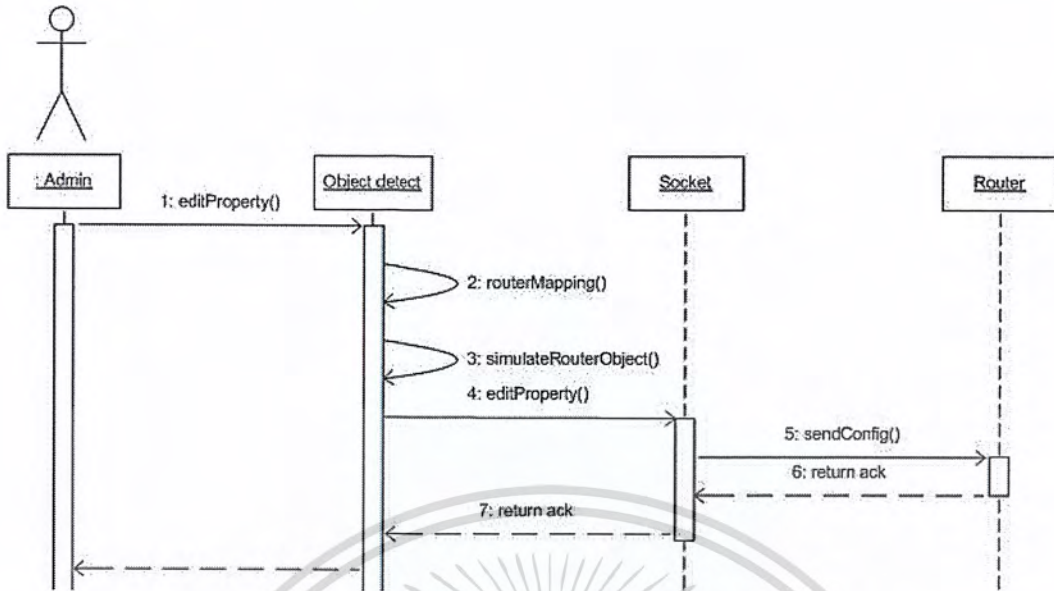 : Admin
Object detect
Socket
Router
1: editProperty()
2: routerMapping()
3: simulateRouterObject()
4: editProperty()
5: sendConfig()
6: return ack
7: return ack